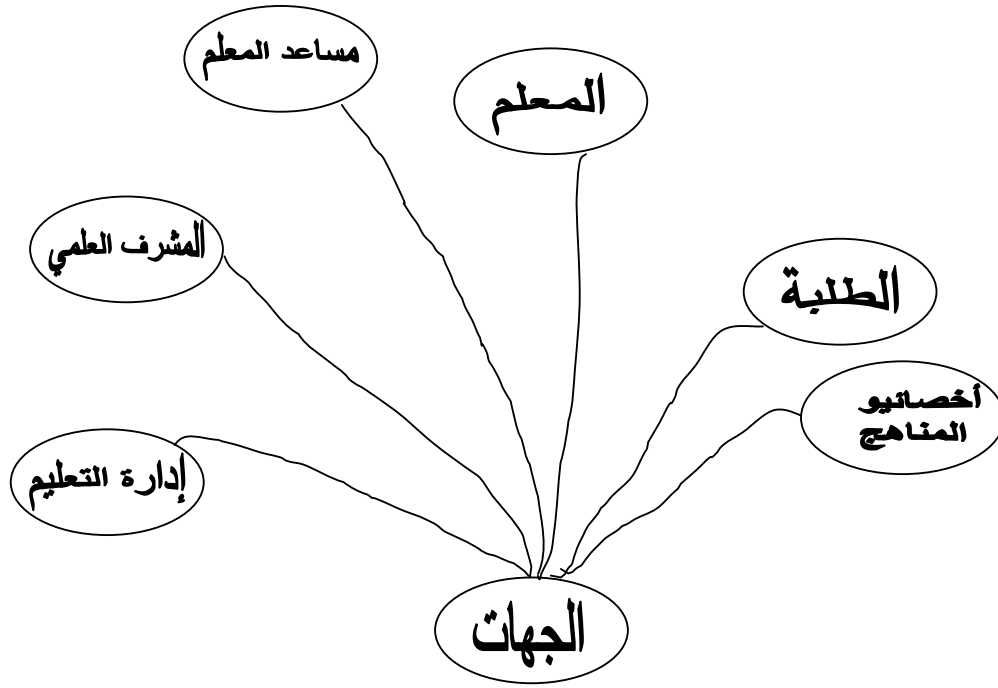 مساعد المعلم
المعلم
المشرف العلمي
الطلبة
أخصائيو
المناهج
إدارة التعليم
الجهات